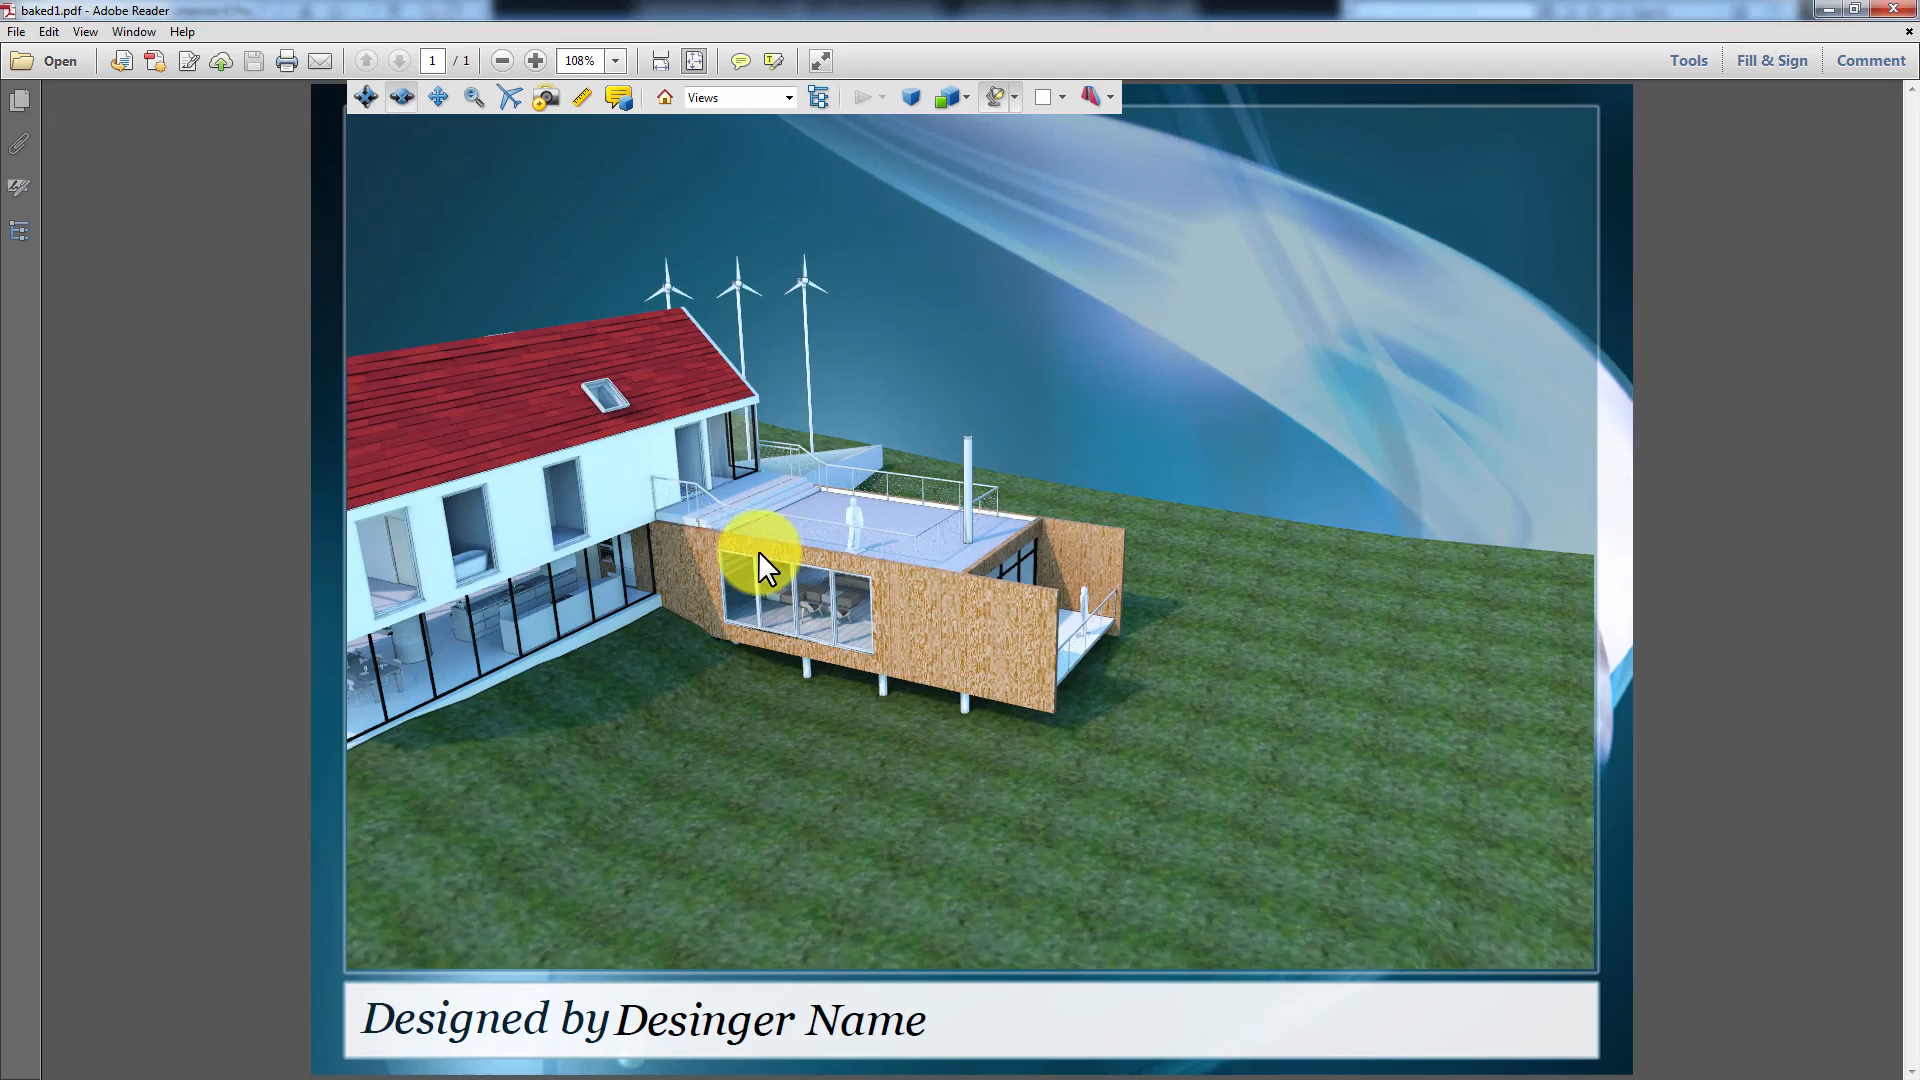 baked1.pdf - Adobe Reader
File Edit View Window Help
Open 1 / 1 108% Tools Fill & Sign Comment
Views
Designed by Desinger Name